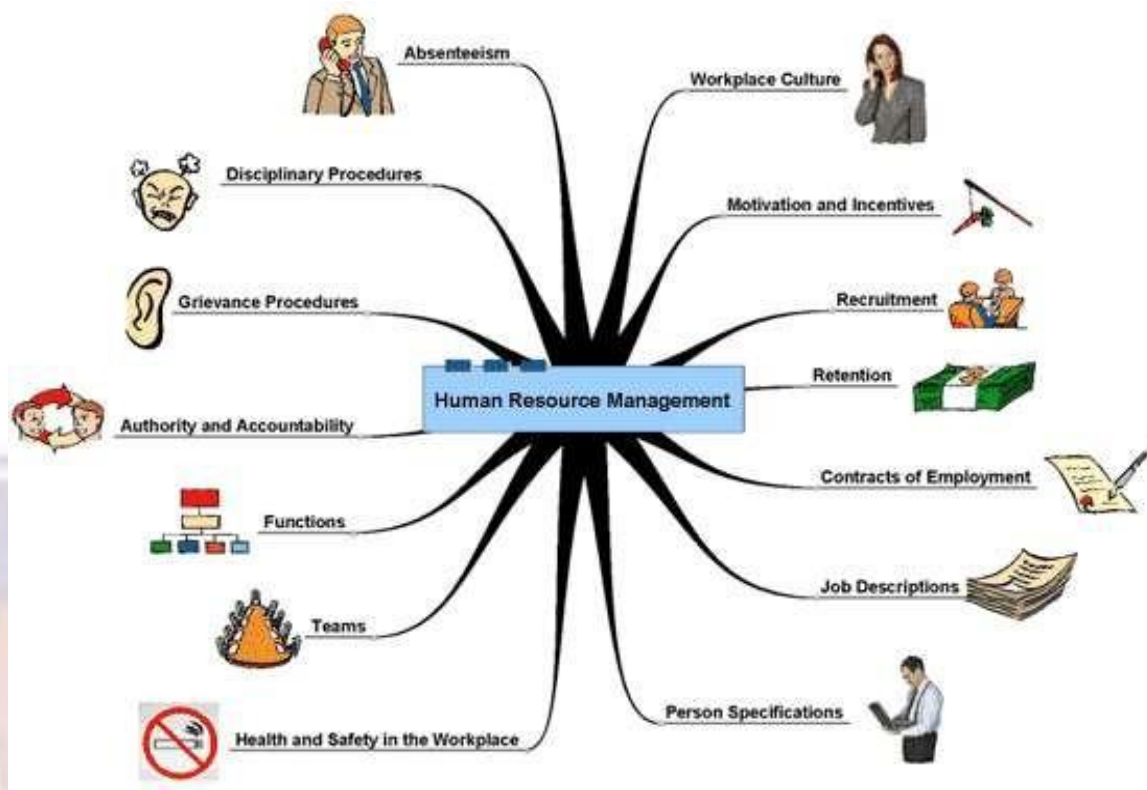 Absenteeism
Workplace Culture
Disciplinary Procedures
Motivation and Incentives
Grievance Procedures
Recruitment
Retention
Human Resource Management
Authority and Accountability
Contracts of Employment
Functions
Job Descriptions
Teams
Person Specifications
Health and Safety in the Workplace